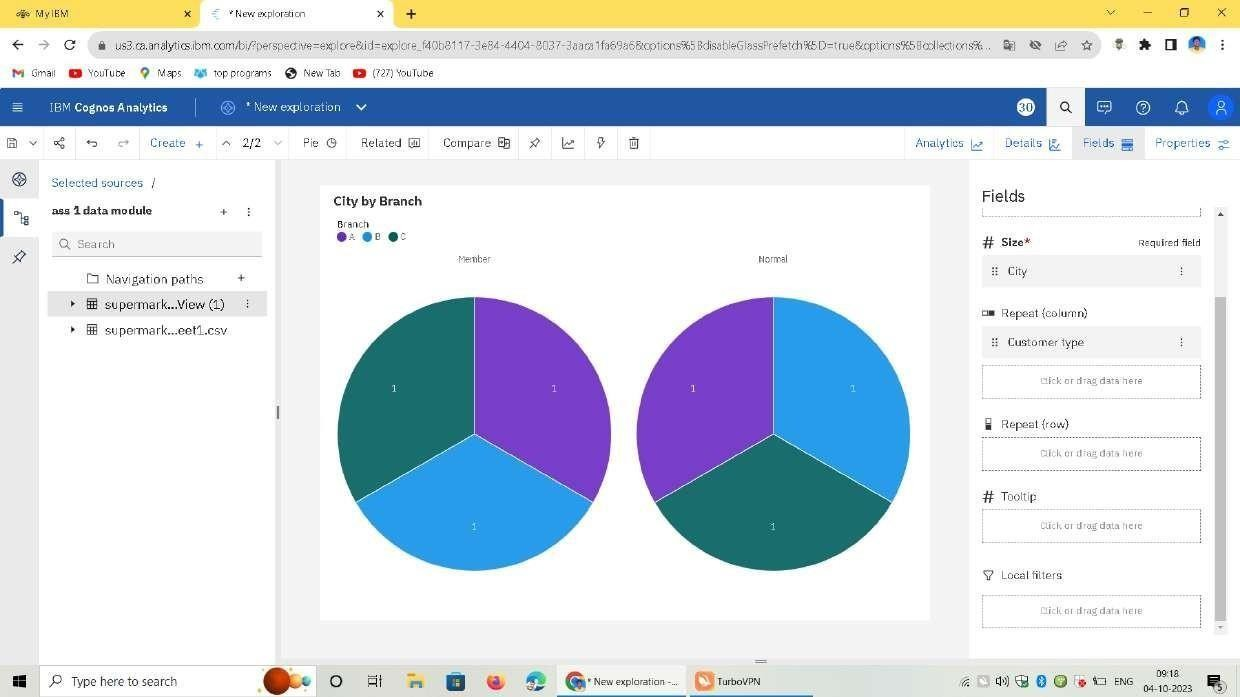 My IBM
* New exploration
us3.ca.analytics.ibm.com/bi/?perspective=explore&id=explore_f40b8117-3e84-4404-8037-3aaca1fa69a6&options%5BdisableGlassPrefetch%5D=true&options%5Bcollections%...
Gmail YouTube Maps top programs New Tab (727) YouTube
IBM Cognos Analytics * New exploration 30
Create + 2/2 Pie Related Compare Analytics Details Fields Properties
Selected sources /
ass 1 data module
Search
Navigation paths
supermark...View (1)
supermark...eet1.csv
City by Branch
Branch
A B C
Member Normal
1 1 1 1
1 1
Fields
# Size* Required field
City
Repeat (column)
Customer type
Click or drag data here
Repeat (row)
Click or drag data here
# Tooltip
Click or drag data here
Local filters
Click or drag data here
Type here to search
* New exploration -...
TurboVPN
ENG
09:18
04-10-2023
5